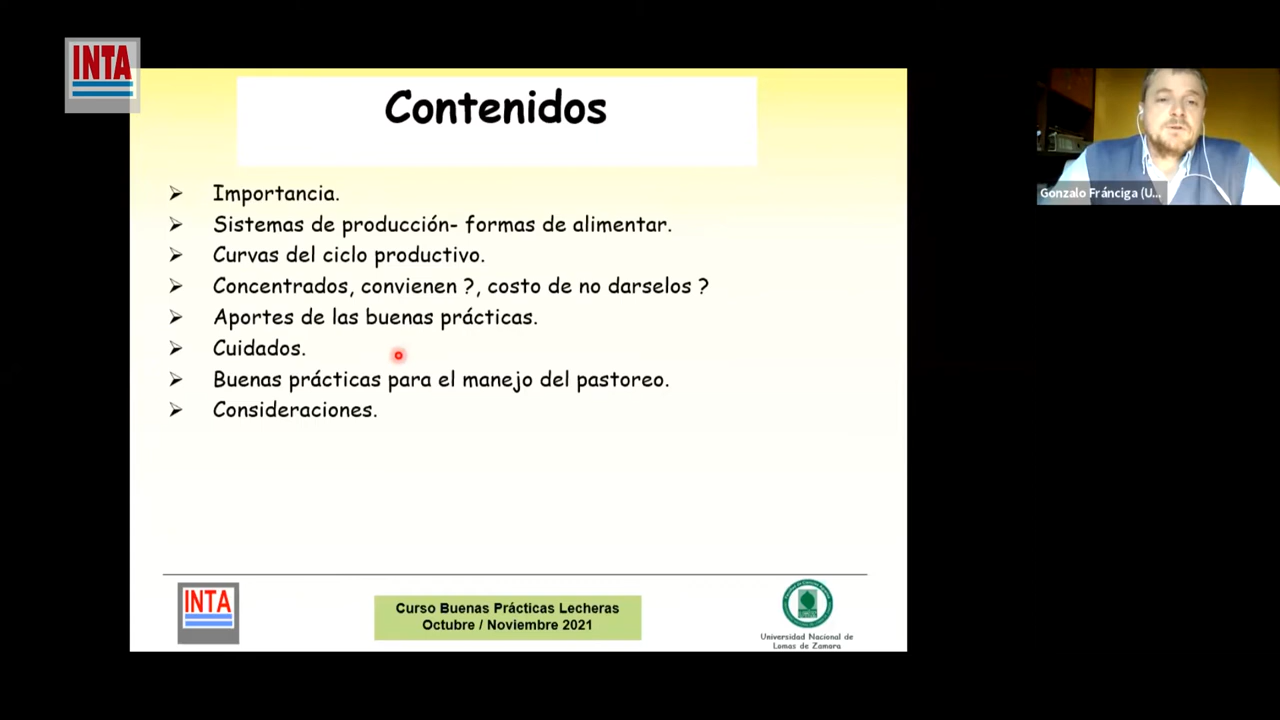 INTA
Contenidos
Importancia.
Sistemas de producción- formas de alimentar.
Curvas del ciclo productivo.
Concentrados, convienen ?, costo de no darselos ?
Aportes de las buenas prácticas.
Cuidados.
Buenas prácticas para el manejo del pastoreo.
Consideraciones.
Gonzalo Fránciga (U...
INTA
Curso Buenas Prácticas Lecheras
Octubre / Noviembre 2021
Universidad Nacional de
Lomas de Zamora